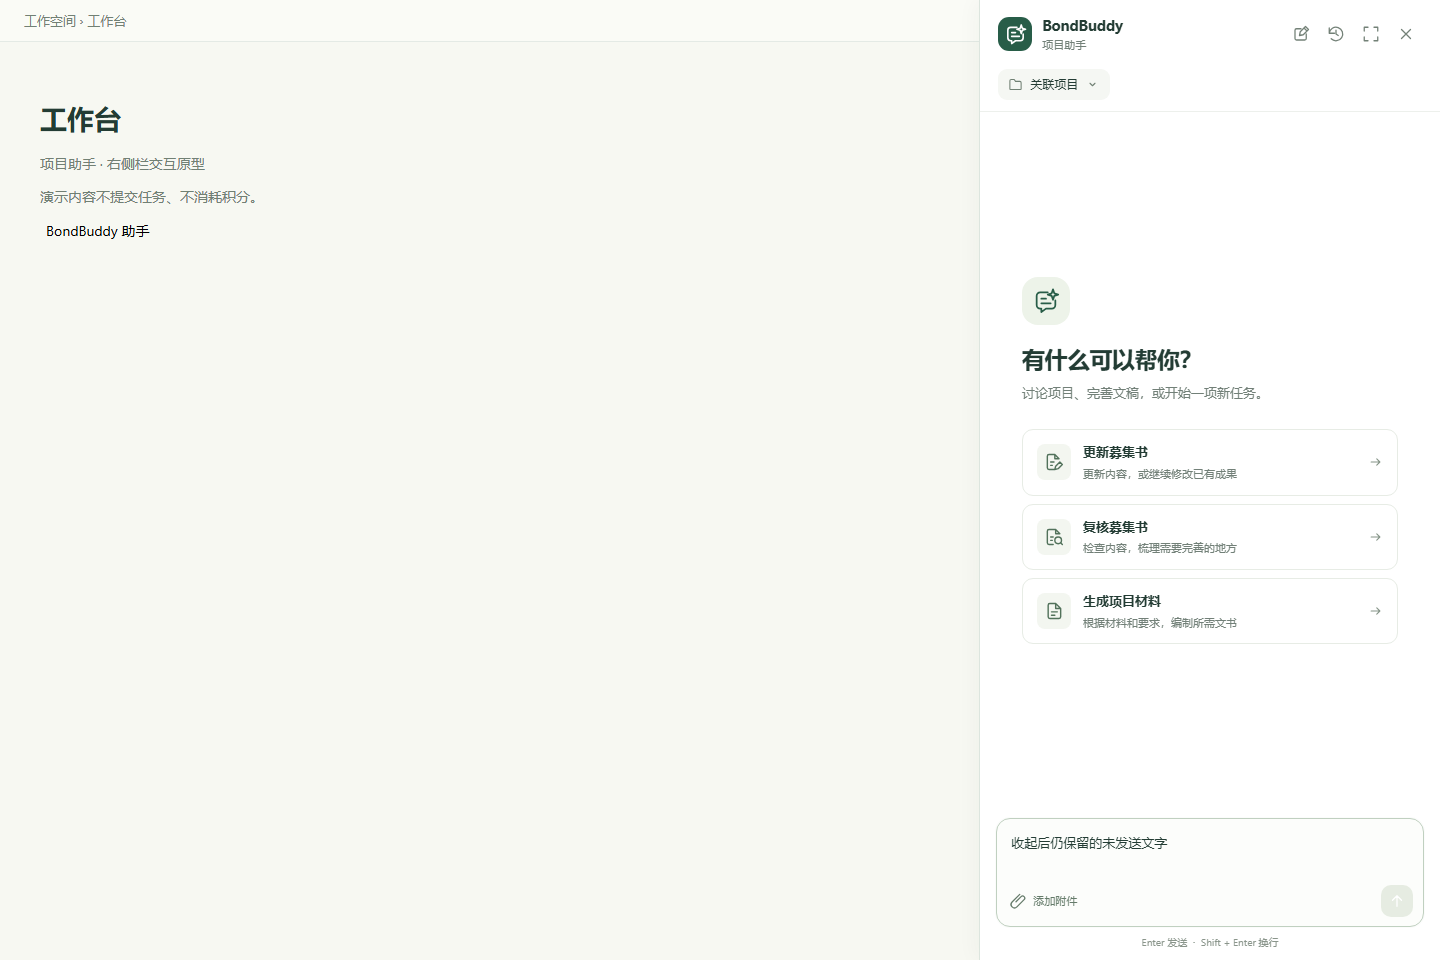 工作空间 › 工作台
工作台
项目助手 · 右侧栏交互原型
演示内容不提交任务、不消耗积分。
BondBuddy 助手
BondBuddy
项目助手
关联项目
有什么可以帮你？
讨论项目、完善文稿，或开始一项新任务。
更新募集书
更新内容，或继续修改已有成果
复核募集书
检查内容，梳理需要完善的地方
生成项目材料
根据材料和要求，编制所需文书
收起后仍保留的未发送文字
添加附件
Enter 发送 · Shift + Enter 换行